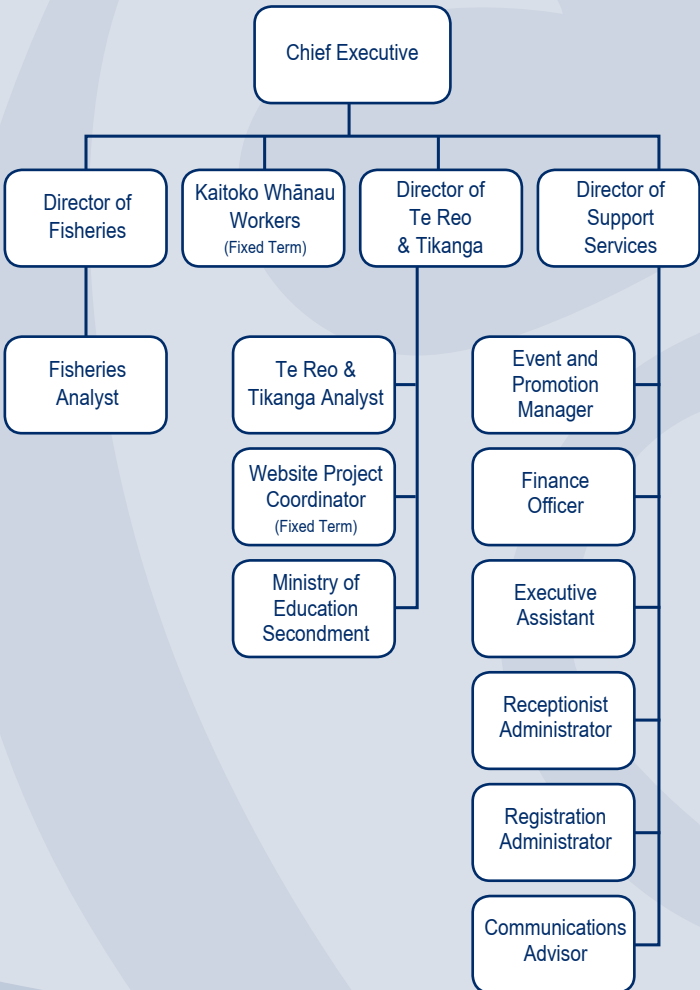 Chief Executive
Director of
Fisheries
Kaitoko Whānau
Workers
(Fixed Term)
Director of
Te Reo
& Tikanga
Director of
Support
Services
Fisheries
Analyst
Te Reo &
Tikanga Analyst
Website Project
Coordinator
(Fixed Term)
Ministry of
Education
Secondment
Event and
Promotion
Manager
Finance
Officer
Executive
Assistant
Receptionist
Administrator
Registration
Administrator
Communications
Advisor